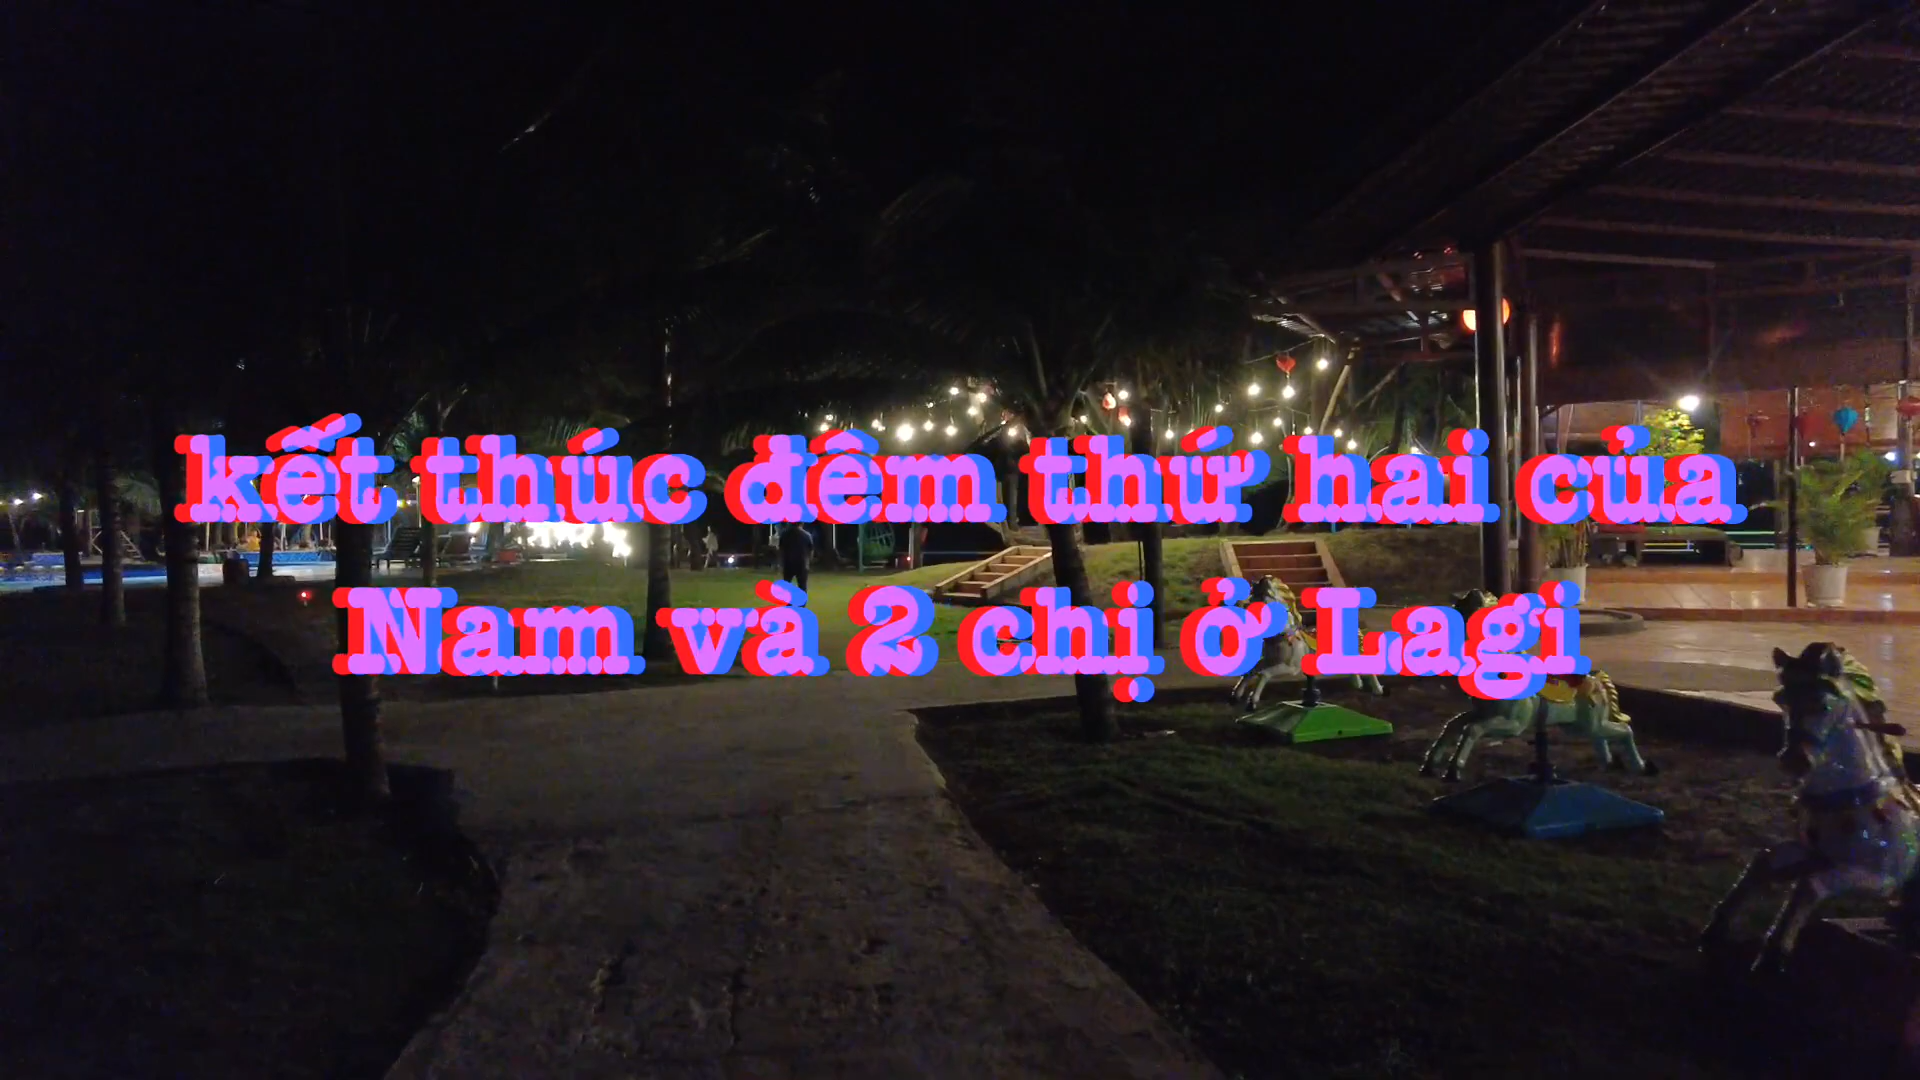 kết thúc đêm thứ hai của
Nam và 2 chị ở Lagi